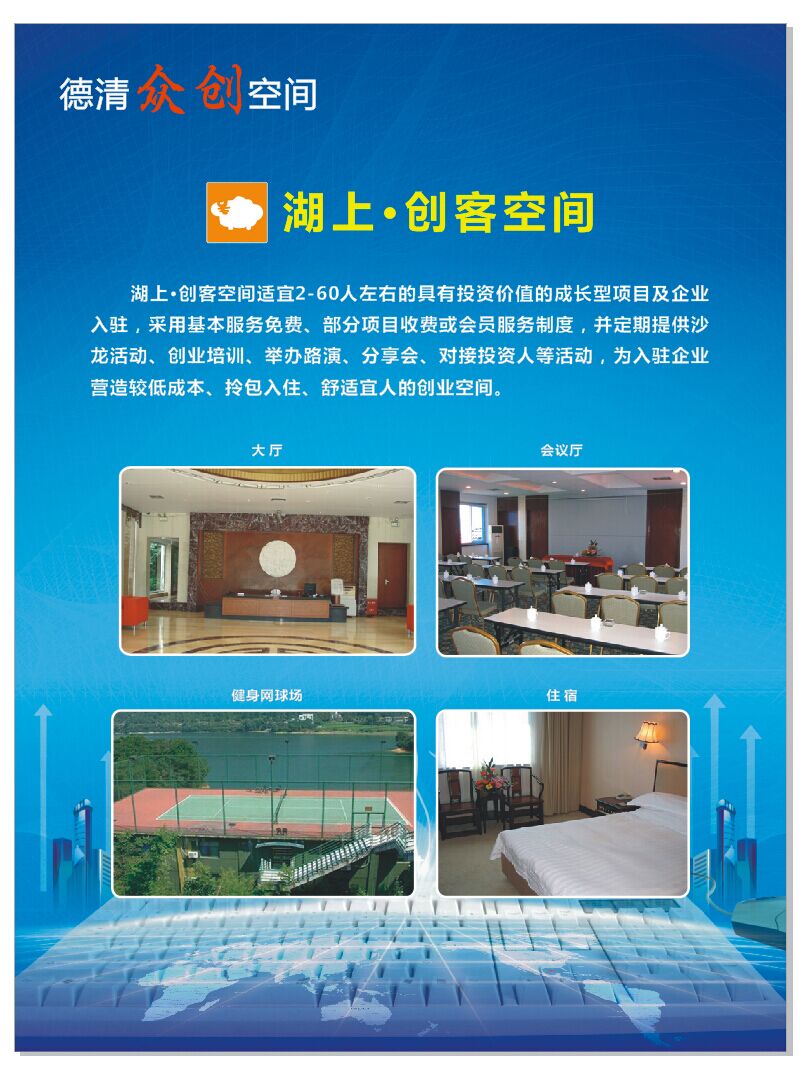 德清众创空间
湖上·创客空间
湖上·创客空间适宜2-60人左右的具有投资价值的成长型项目及企业
入驻，采用基本服务免费、部分项目收费或会员服务制度，并定期提供沙
龙活动、创业培训、举办路演、分享会、对接投资人等活动，为入驻企业
营造较低成本、拎包入住、舒适宜人的创业空间。
大厅
会议厅
健身网球场
住宿